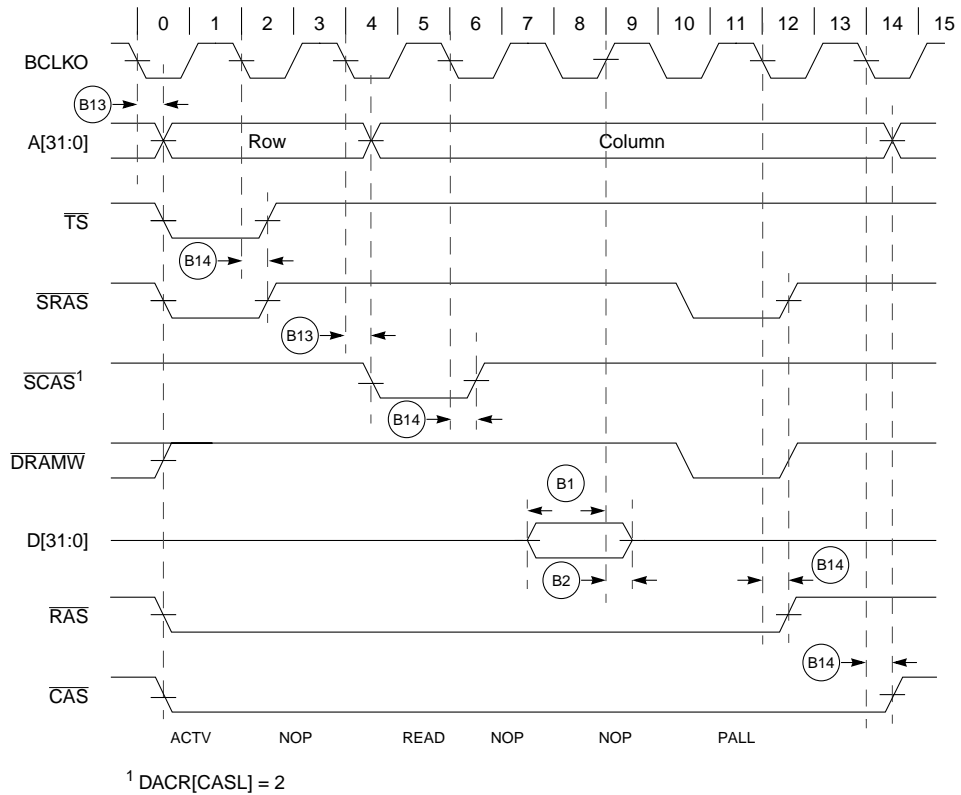 0 1 2 3 4 5 6 7 8 9 10 11 12 13 14 15
BCLKO
B13
A[31:0] Row Column
TS
B14
SRAS
B13
SCAS1
B14
DRAMW
B1
D[31:0]
B2 B14
RAS
B14
CAS
ACTV NOP READ NOP NOP PALL
1 DACR[CASL] = 2